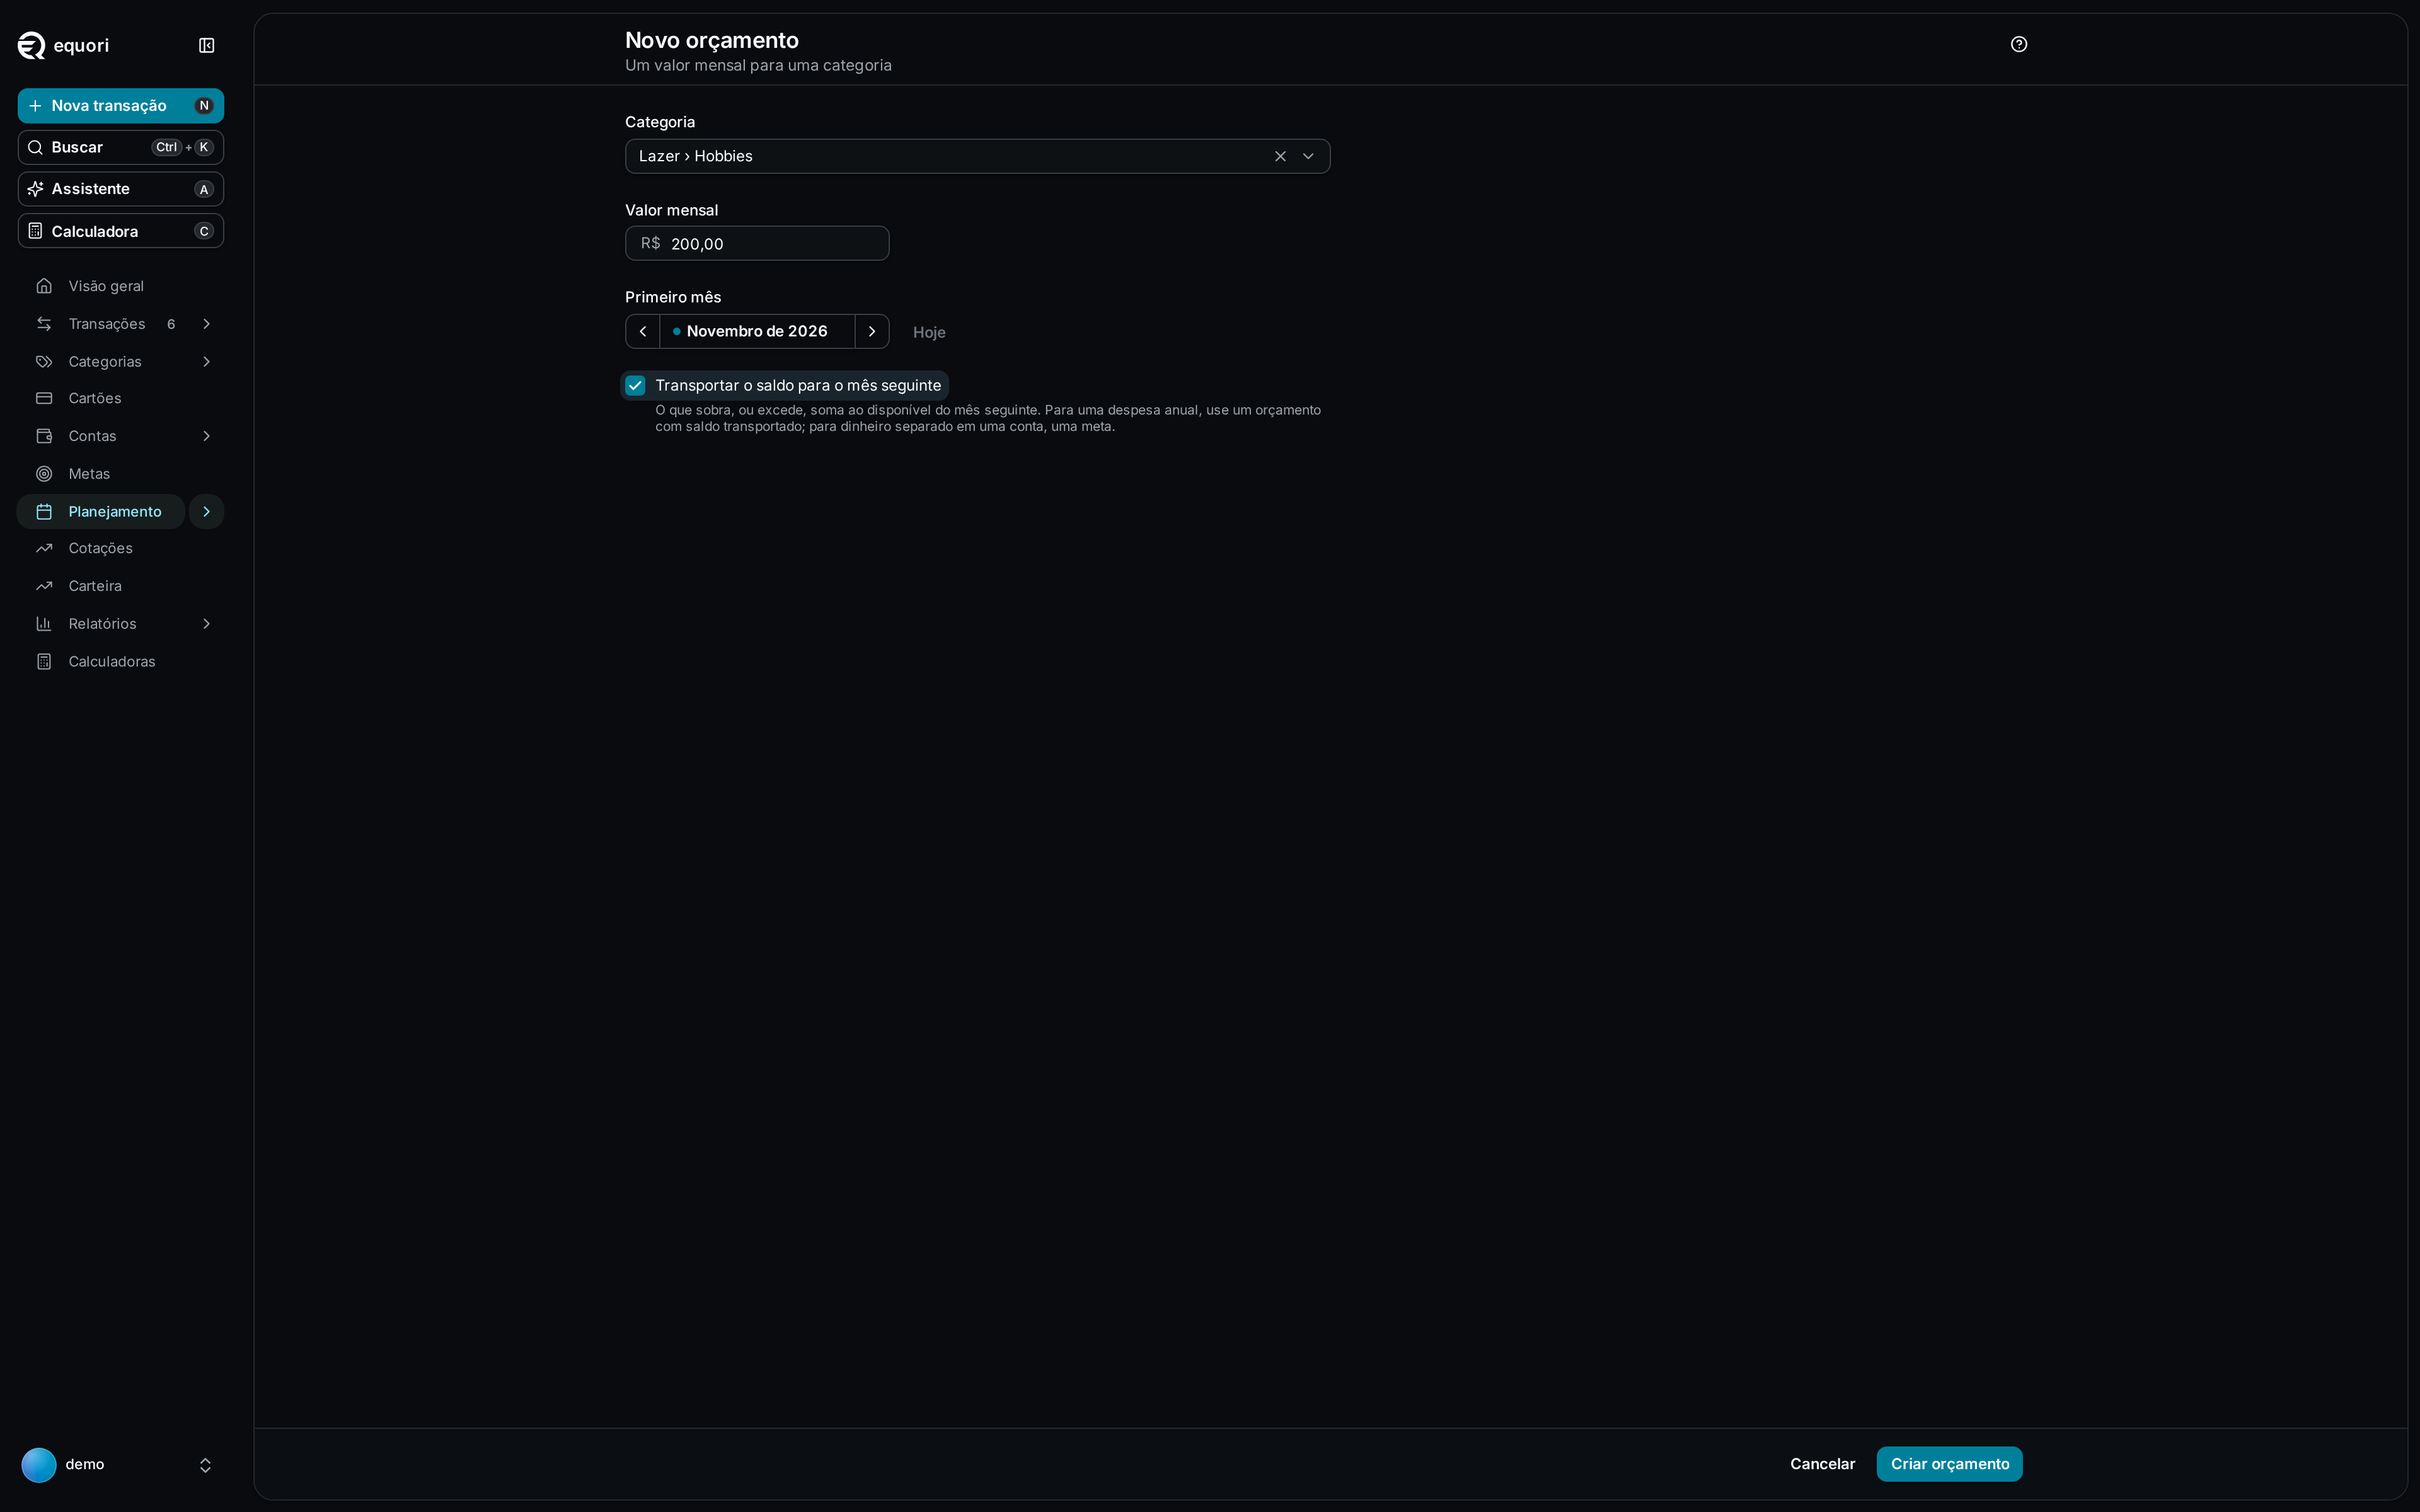 equori
Nova transação N
Buscar Ctrl + K
Assistente A
Calculadora C
Visão geral
Transações 6
Categorias
Cartões
Contas
Metas
Planejamento
Cotações
Carteira
Relatórios
Calculadoras
demo
Novo orçamento
Um valor mensal para uma categoria
Categoria
Lazer › Hobbies
Valor mensal
R$ 200,00
Primeiro mês
Novembro de 2026 Hoje
Transportar o saldo para o mês seguinte
O que sobra, ou excede, soma ao disponível do mês seguinte. Para uma despesa anual, use um orçamento
com saldo transportado; para dinheiro separado em uma conta, uma meta.
Cancelar Criar orçamento